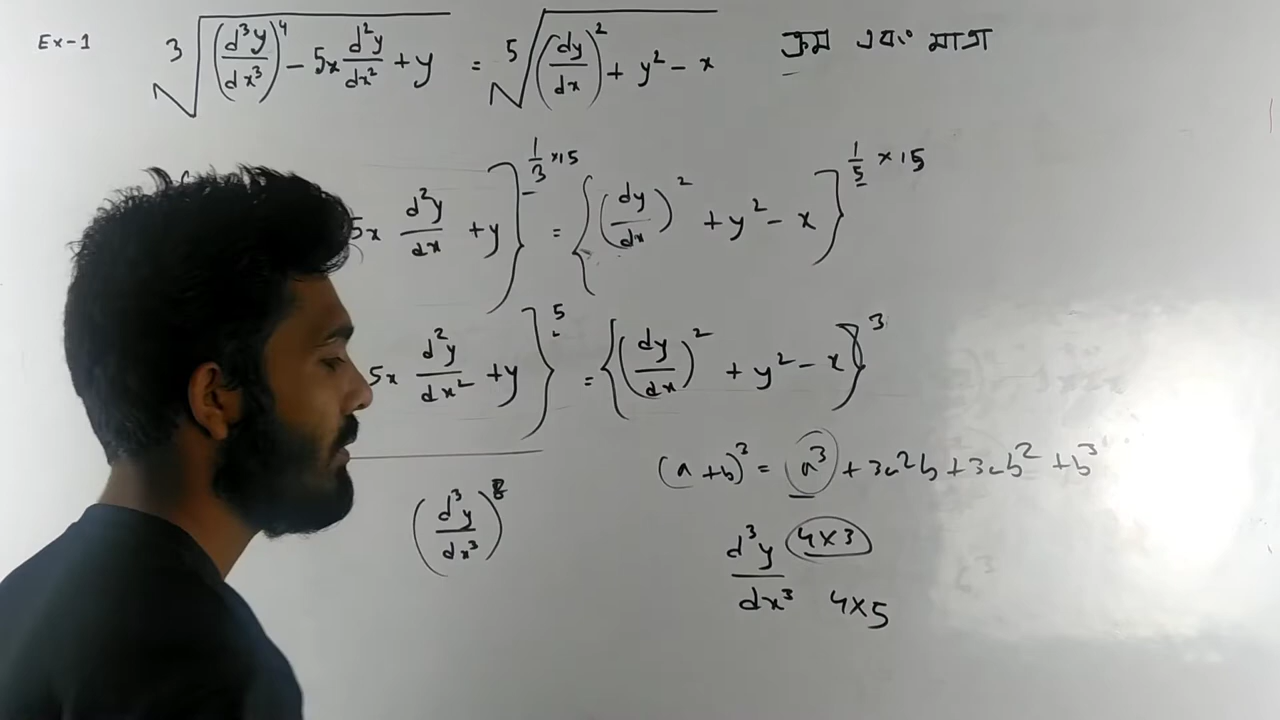 Ex-1 ∛((d³y/dx³)⁴ - 5x d²y/dx² + y) = ⁵√((dy/dx)² + y² - x) ক্রম এবং মাত্রা
5x d²y/dx + y}^(1/3 × 15) = {(dy/dx)² + y² - x}^(1/5 × 15)
5x d²y/dx² + y}⁵ = {(dy/dx)² + y² - x}³
(a + b)³ = a³ + 3a²b + 3ab² + b³
(d³y/dx³)
d³y/dx³ 4×3
4×5